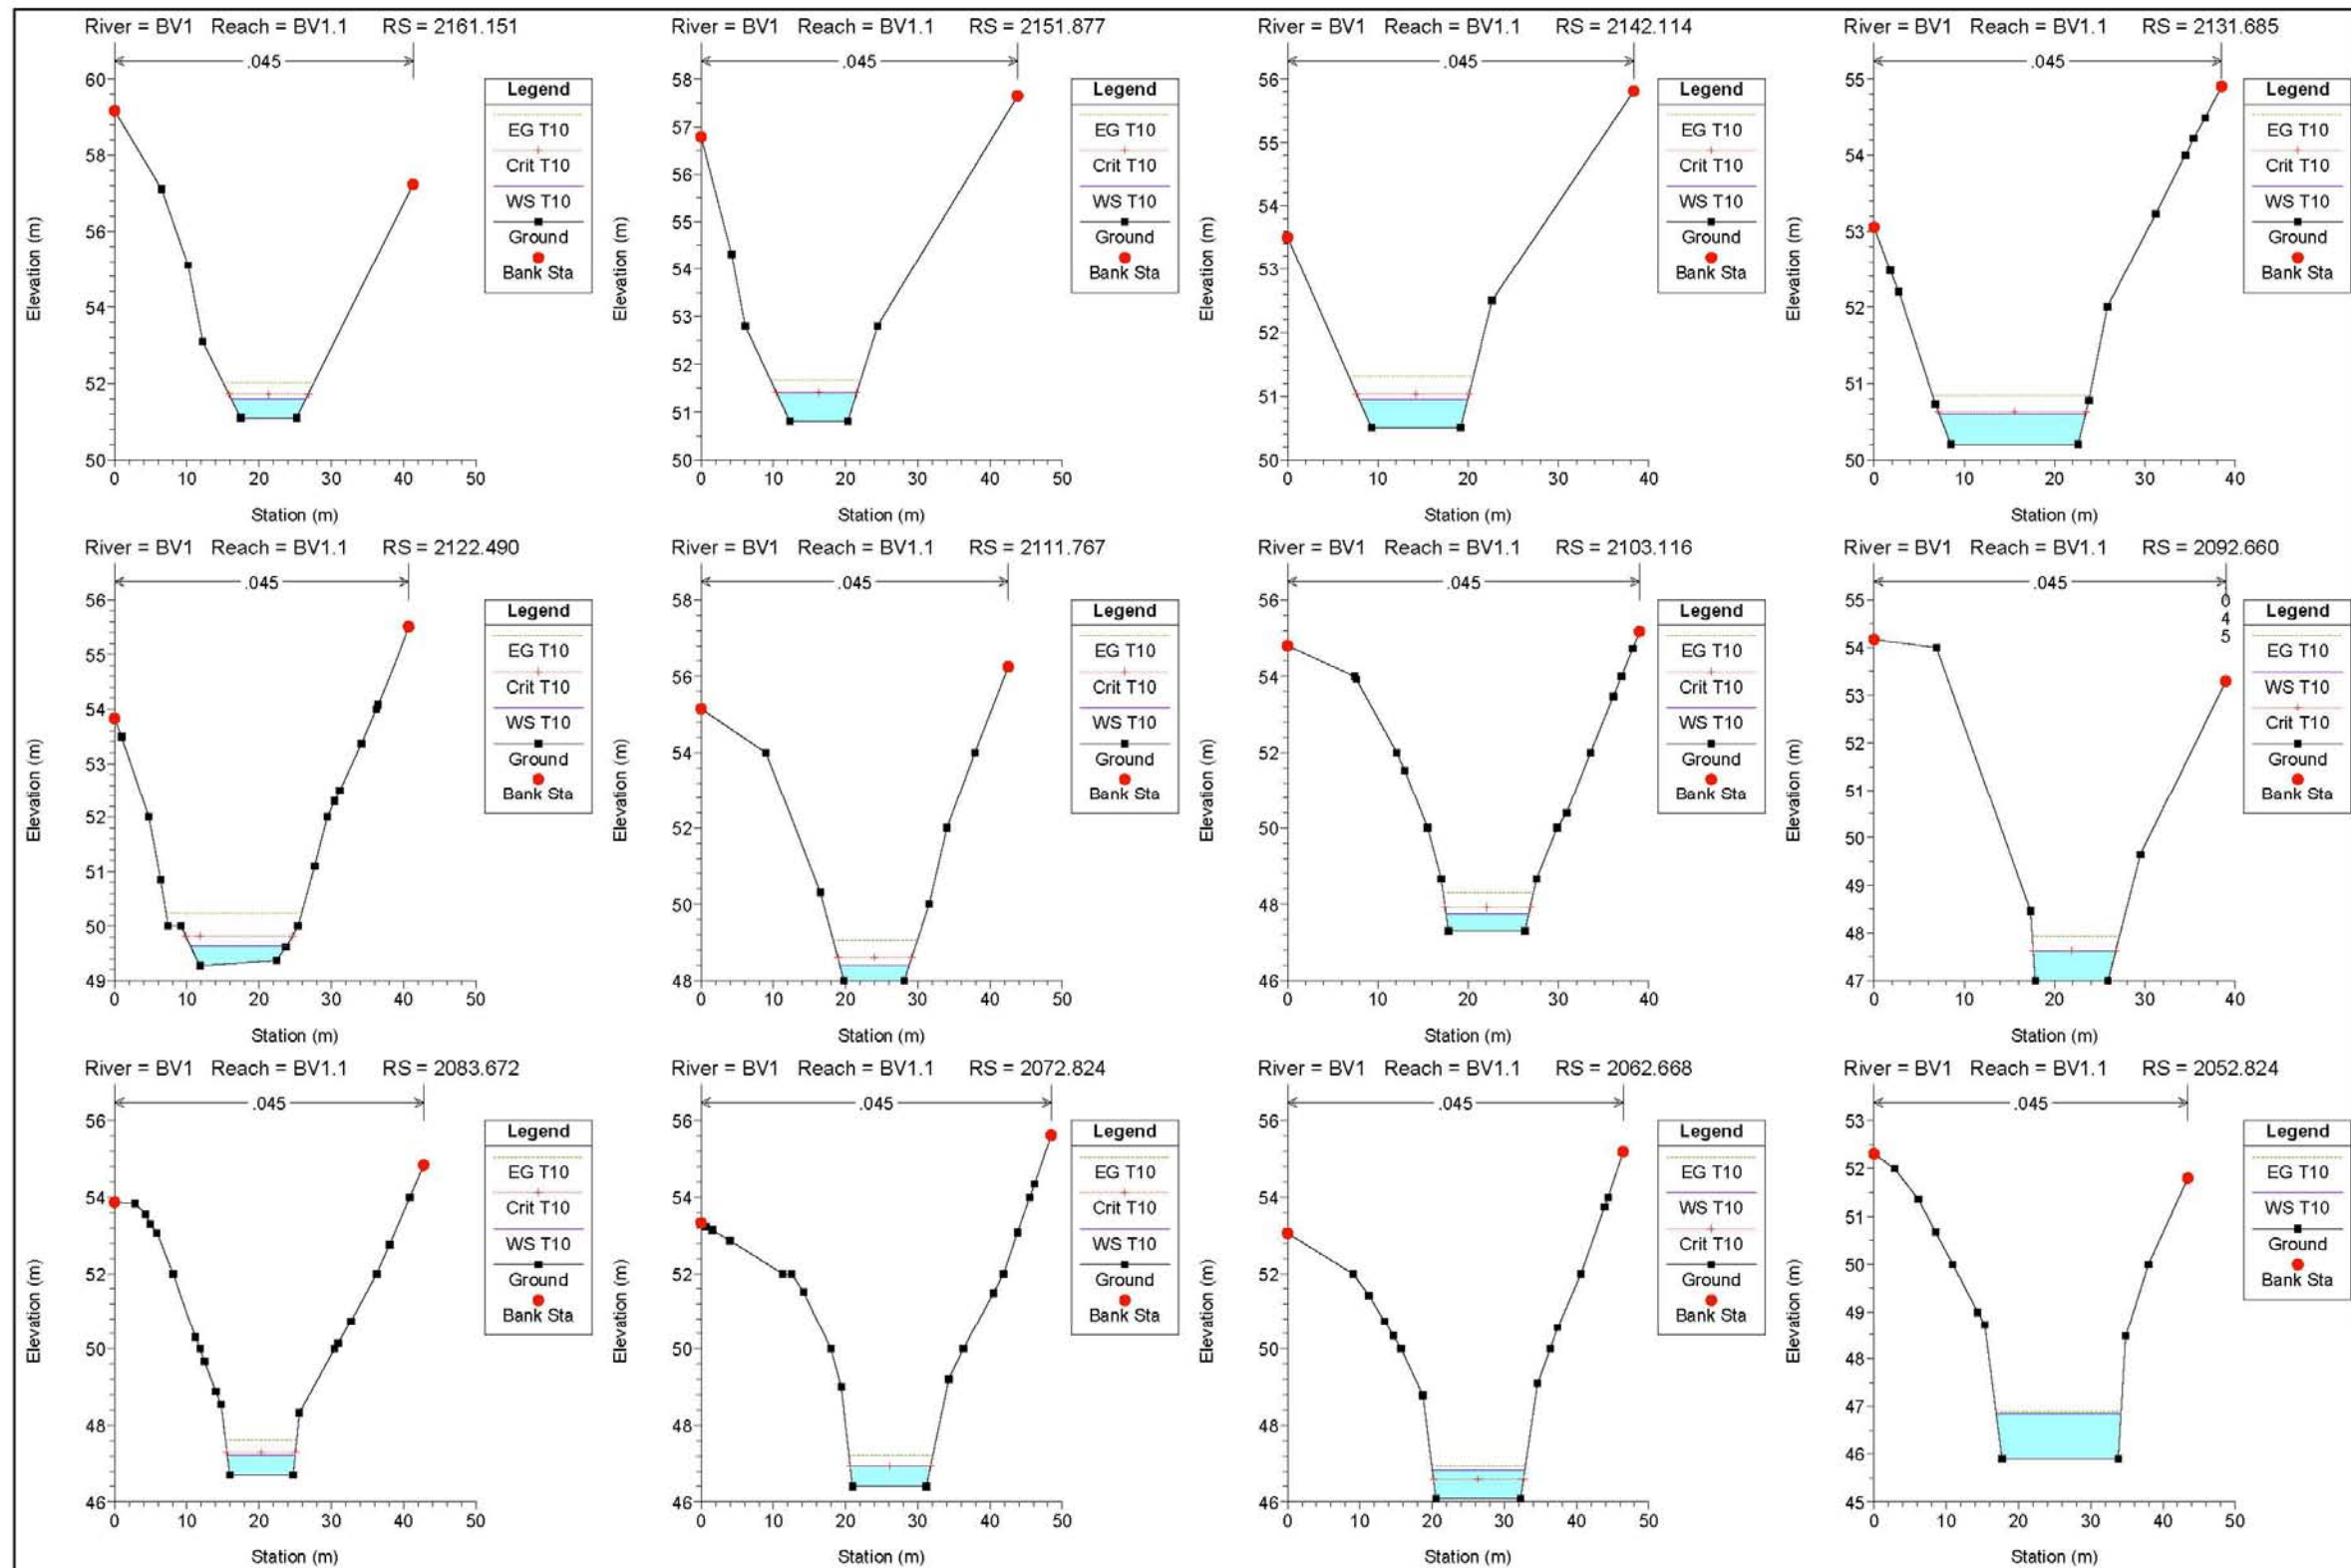 River = BV1 Reach = BV1.1 RS = 2161.151
.045
60
58
56
54
52
50
0 10 20 30 40 50
Elevation (m)
Station (m)
Legend
EG T10
Crit T10
WS T10
Ground
Bank Sta
River = BV1 Reach = BV1.1 RS = 2151.877
.045
58
57
56
55
54
53
52
51
50
0 10 20 30 40 50
Elevation (m)
Station (m)
Legend
EG T10
Crit T10
WS T10
Ground
Bank Sta
River = BV1 Reach = BV1.1 RS = 2142.114
.045
56
55
54
53
52
51
50
0 10 20 30 40
Elevation (m)
Station (m)
Legend
EG T10
Crit T10
WS T10
Ground
Bank Sta
River = BV1 Reach = BV1.1 RS = 2131.685
.045
55
54
53
52
51
50
0 10 20 30 40
Elevation (m)
Station (m)
Legend
EG T10
Crit T10
WS T10
Ground
Bank Sta
River = BV1 Reach = BV1.1 RS = 2122.490
.045
56
55
54
53
52
51
50
49
0 10 20 30 40 50
Elevation (m)
Station (m)
Legend
EG T10
Crit T10
WS T10
Ground
Bank Sta
River = BV1 Reach = BV1.1 RS = 2111.767
.045
58
56
54
52
50
48
0 10 20 30 40 50
Elevation (m)
Station (m)
Legend
EG T10
Crit T10
WS T10
Ground
Bank Sta
River = BV1 Reach = BV1.1 RS = 2103.116
.045
56
54
52
50
48
46
0 10 20 30 40
Elevation (m)
Station (m)
Legend
EG T10
Crit T10
WS T10
Ground
Bank Sta
River = BV1 Reach = BV1.1 RS = 2092.660
.045
0
4
5
55
54
53
52
51
50
49
48
47
0 10 20 30 40
Elevation (m)
Station (m)
Legend
EG T10
WS T10
Crit T10
Ground
Bank Sta
River = BV1 Reach = BV1.1 RS = 2083.672
.045
56
54
52
50
48
46
0 10 20 30 40 50
Elevation (m)
Station (m)
Legend
EG T10
Crit T10
WS T10
Ground
Bank Sta
River = BV1 Reach = BV1.1 RS = 2072.824
.045
56
54
52
50
48
46
0 10 20 30 40 50
Elevation (m)
Station (m)
Legend
EG T10
Crit T10
WS T10
Ground
Bank Sta
River = BV1 Reach = BV1.1 RS = 2062.668
.045
56
54
52
50
48
46
0 10 20 30 40 50
Elevation (m)
Station (m)
Legend
EG T10
WS T10
Crit T10
Ground
Bank Sta
River = BV1 Reach = BV1.1 RS = 2052.824
.045
53
52
51
50
49
48
47
46
45
0 10 20 30 40 50
Elevation (m)
Station (m)
Legend
EG T10
WS T10
Ground
Bank Sta